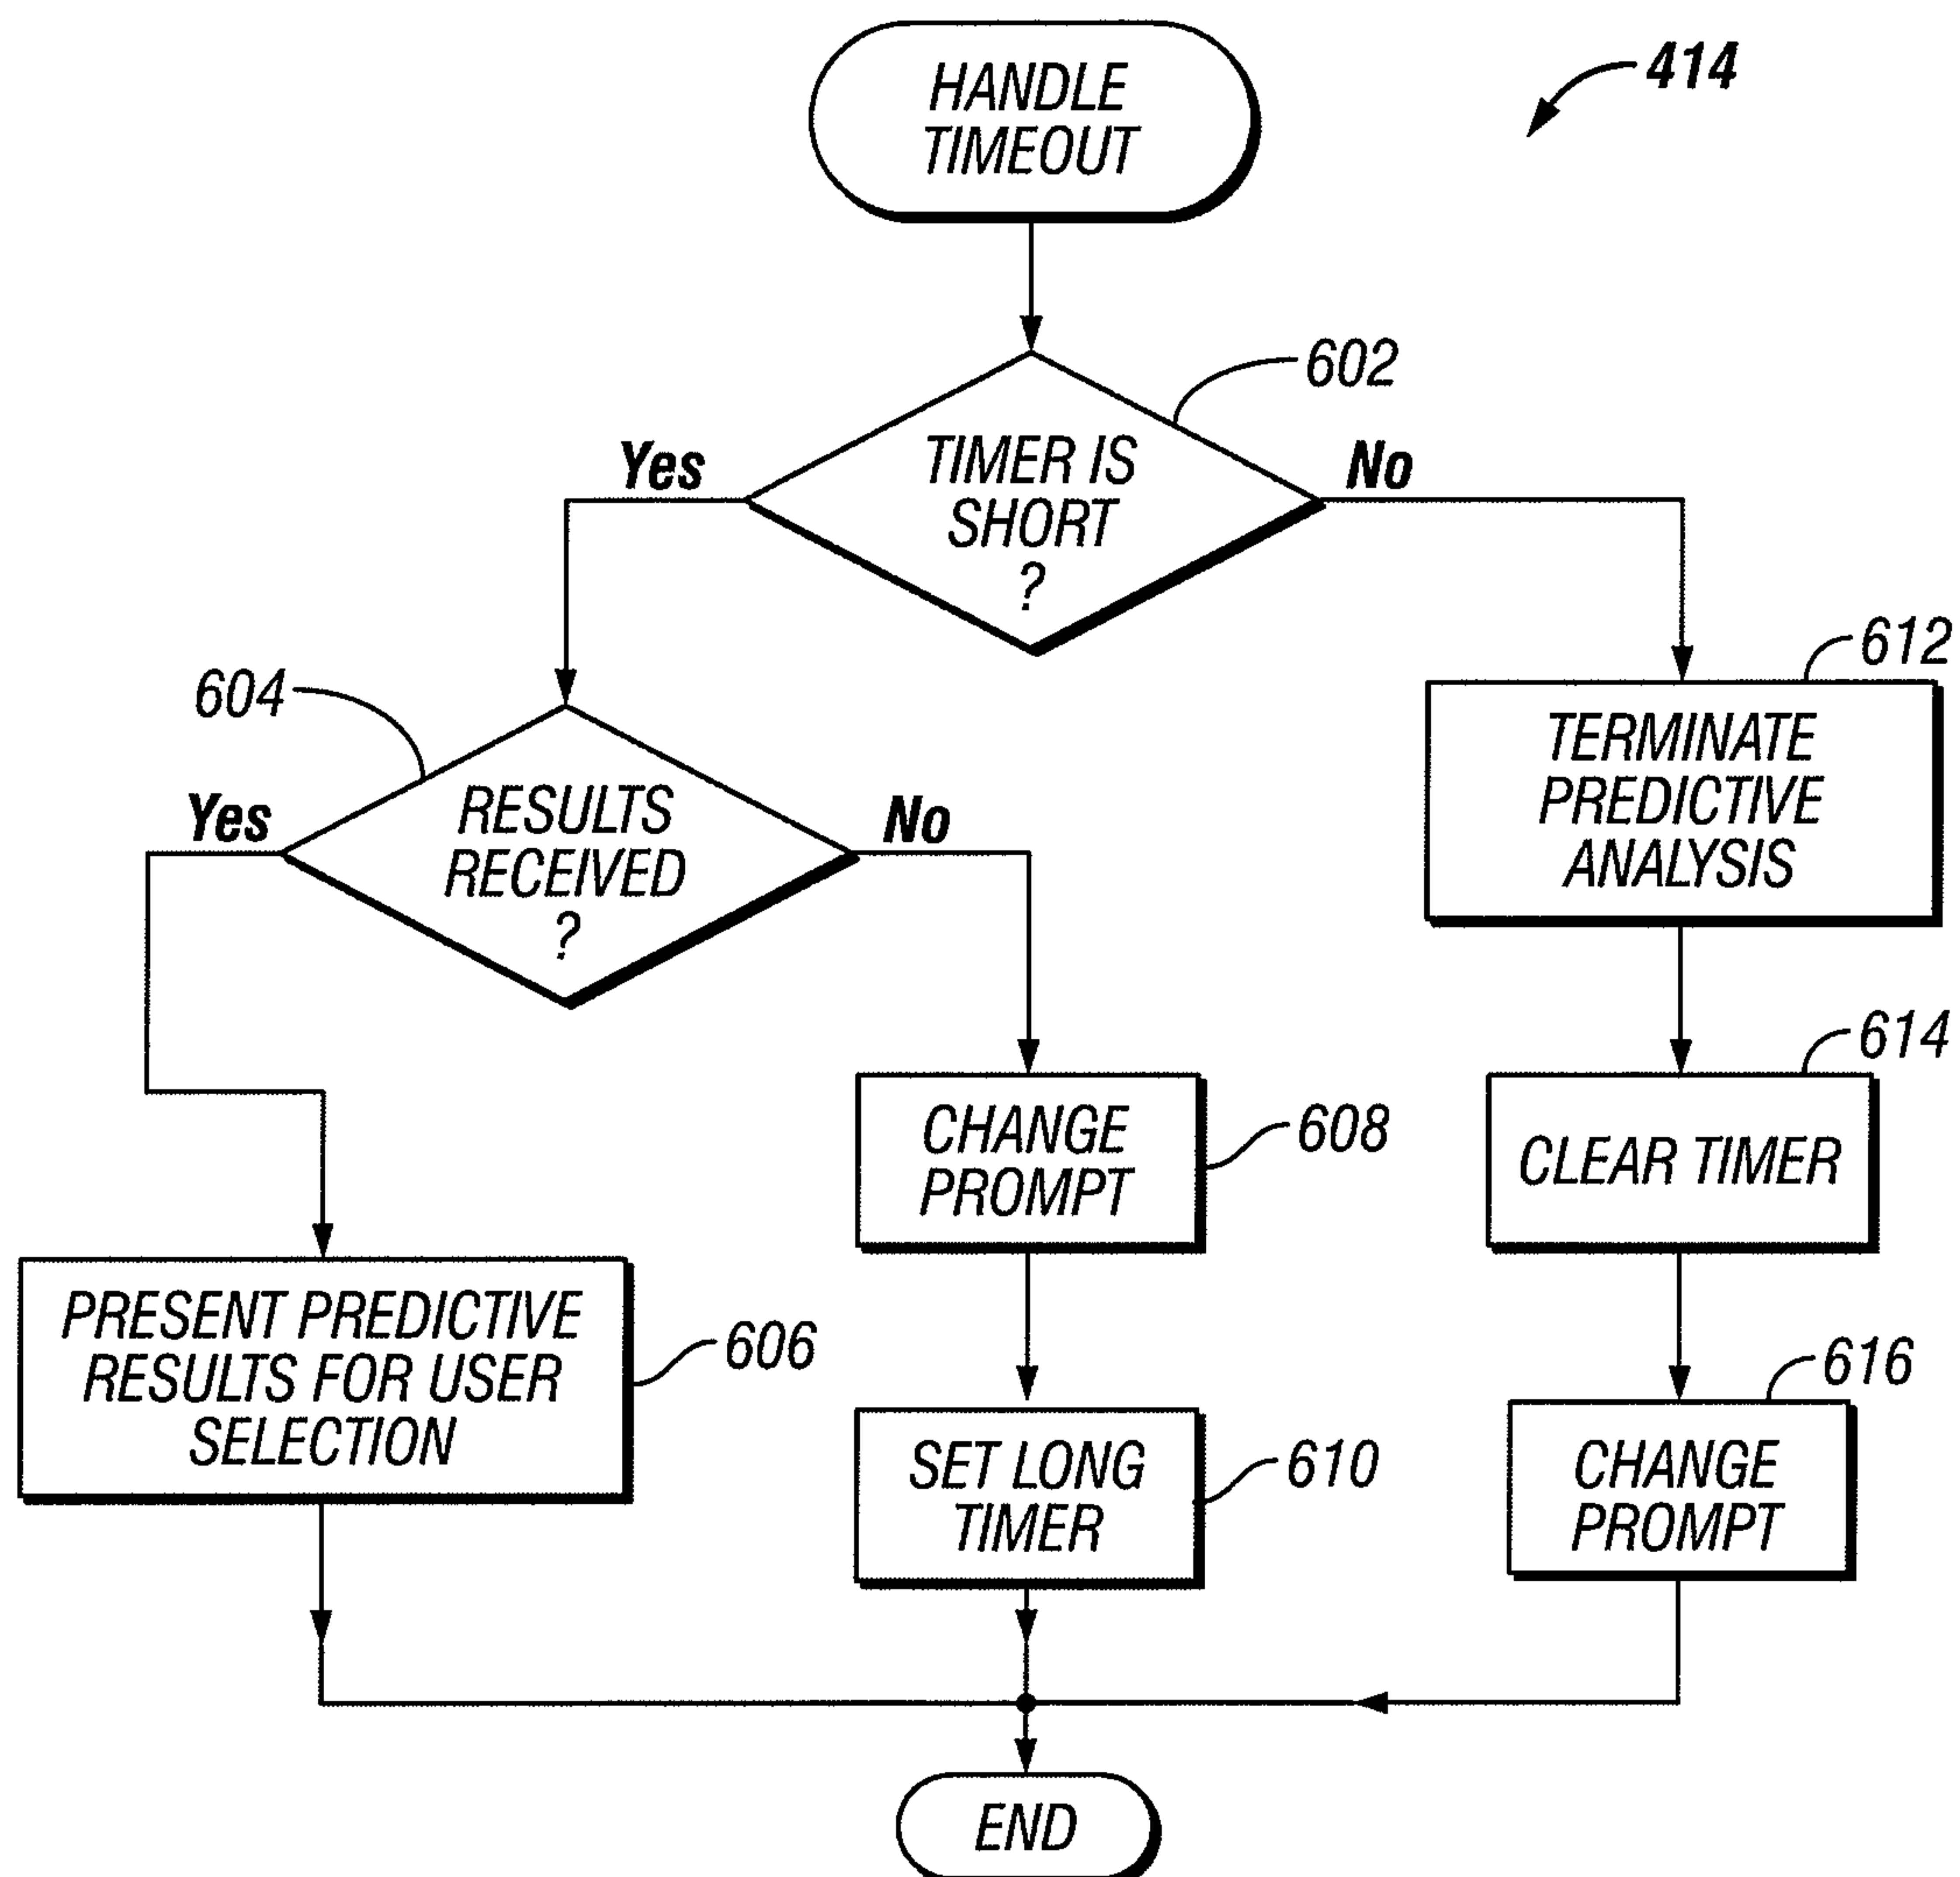 HANDLE
TIMEOUT
414
602
TIMER IS
SHORT
?
Yes
No
604
RESULTS
RECEIVED
?
Yes
No
612
TERMINATE
PREDICTIVE
ANALYSIS
614
CLEAR TIMER
608
CHANGE
PROMPT
606
PRESENT PREDICTIVE
RESULTS FOR USER
SELECTION
610
SET LONG
TIMER
616
CHANGE
PROMPT
END